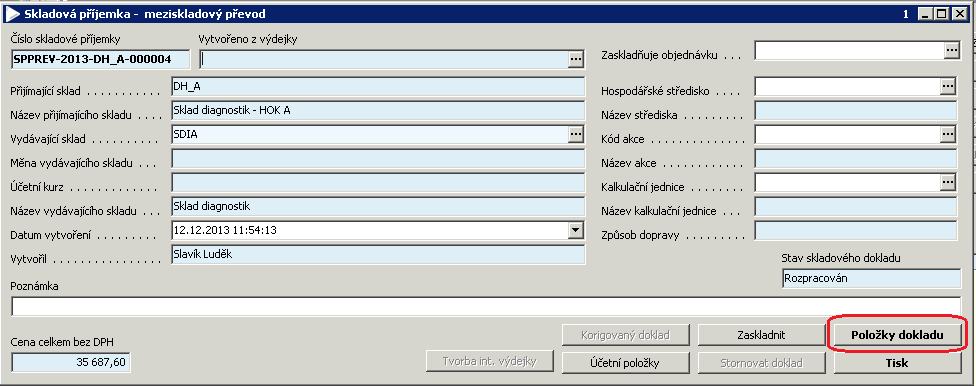 Skladová příjemka - meziskladový převod 1
Číslo skladové příjemky Vytvořeno z výdejky
SPPREV-2013-DH_A-000004 ... Zaskladňuje objednávku . . . ...
Přijímající sklad . . . . . . . . . . . DH_A Hospodářské středisko . . . . ...
Název přijímajícího skladu . . . . Sklad diagnostik - HOK A Název střediska . . . . . . . . .
Vydávající sklad . . . . . . . . . . . SDIA ... Kód akce . . . . . . . . . . . . . ...
Měna vydávajícího skladu . . . Název akce . . . . . . . . . . .
Účetní kurz . . . . . . . . . . . . . . Kalkulační jednice . . . . . . . ...
Název vydávajícího skladu . . . Sklad diagnostik Název kalkulační jednice . . .
Datum vytvoření . . . . . . . . . . 12.12.2013 11:54:13 Způsob dopravy . . . . . . . . .
Vytvořil . . . . . . . . . . . . . . . . . Slavík Luděk
Stav skladového dokladu
Rozpracován
Poznámka
Korigovaný doklad Zaskladnit Položky dokladu
Cena celkem bez DPH
35 687,60 Tvorba int. výdejky Účetní položky Stornovat doklad Tisk